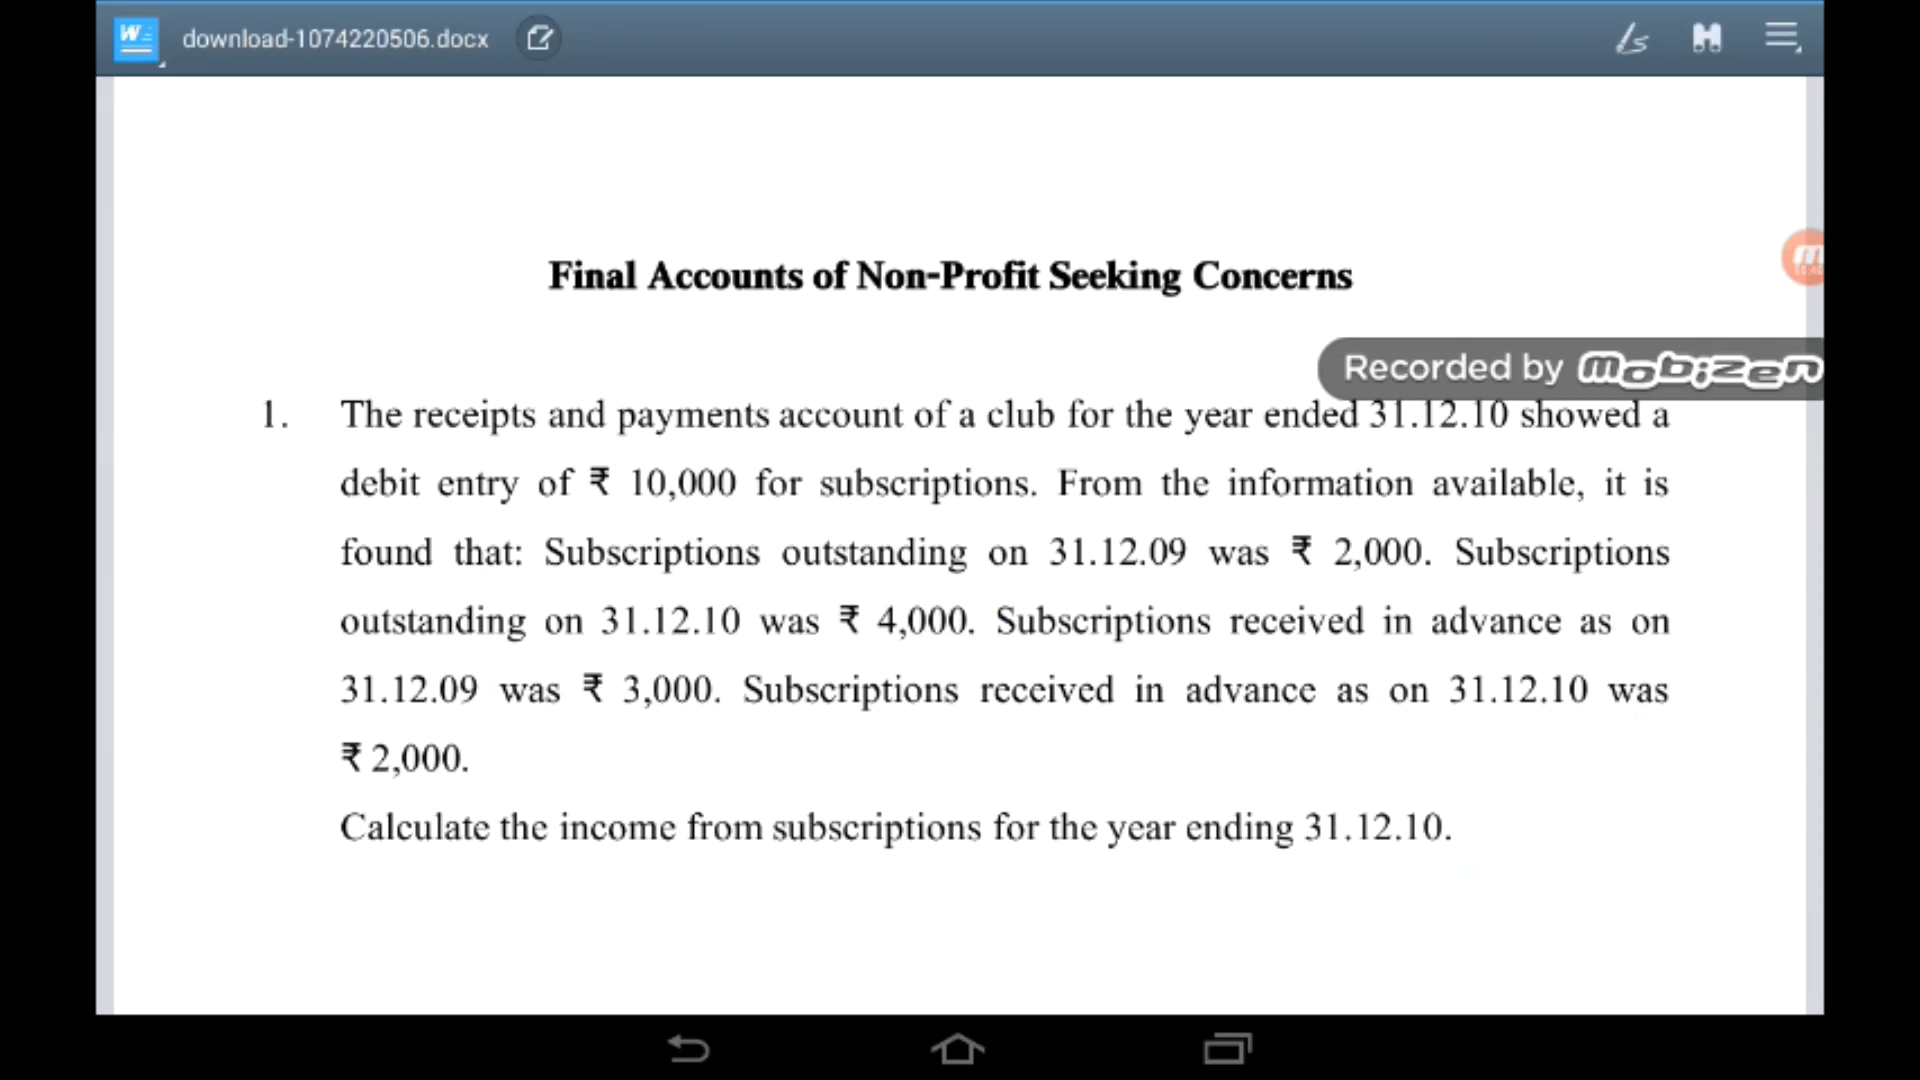 download-1074220506.docx
Final Accounts of Non-Profit Seeking Concerns
Recorded by mobizen
1. The receipts and payments account of a club for the year ended 31.12.10 showed a
debit entry of ₹ 10,000 for subscriptions. From the information available, it is
found that: Subscriptions outstanding on 31.12.09 was ₹ 2,000. Subscriptions
outstanding on 31.12.10 was ₹ 4,000. Subscriptions received in advance as on
31.12.09 was ₹ 3,000. Subscriptions received in advance as on 31.12.10 was
₹ 2,000.
Calculate the income from subscriptions for the year ending 31.12.10.